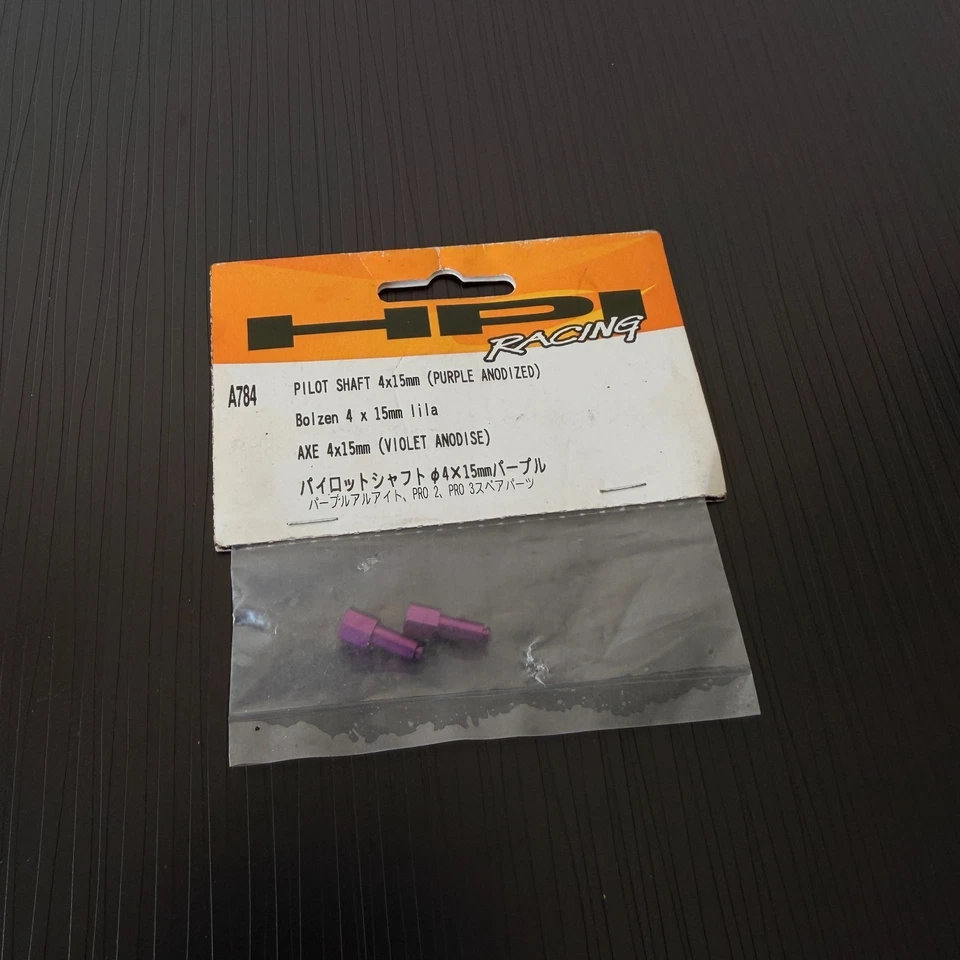 HPI
RACING
A784
PILOT SHAFT 4x15mm (PURPLE ANODIZED)
Bolzen 4 x 15mm lila
AXE 4x15mm (VIOLET ANODISE)
パイロットシャフトφ4×15mmパープル
パープルアルアイト、PRO 2、PRO 3スペアパーツ